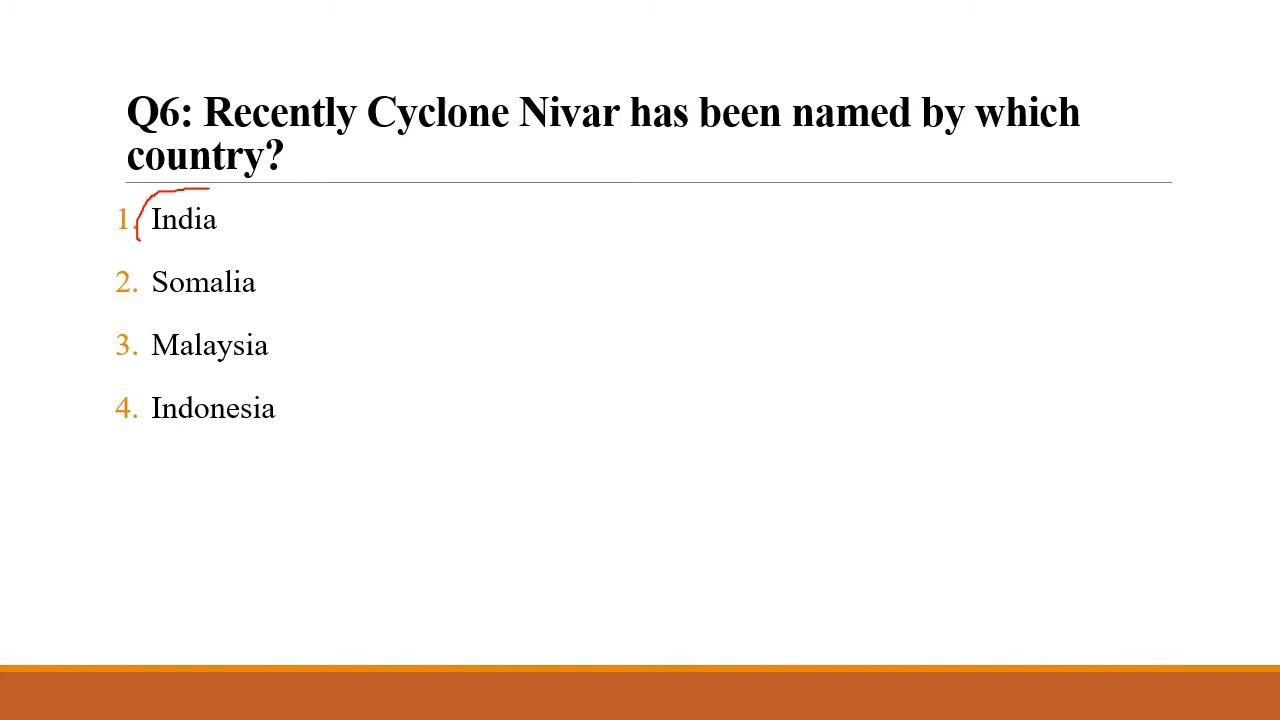 Q6: Recently Cyclone Nivar has been named by which
country?
1. India
2. Somalia
3. Malaysia
4. Indonesia